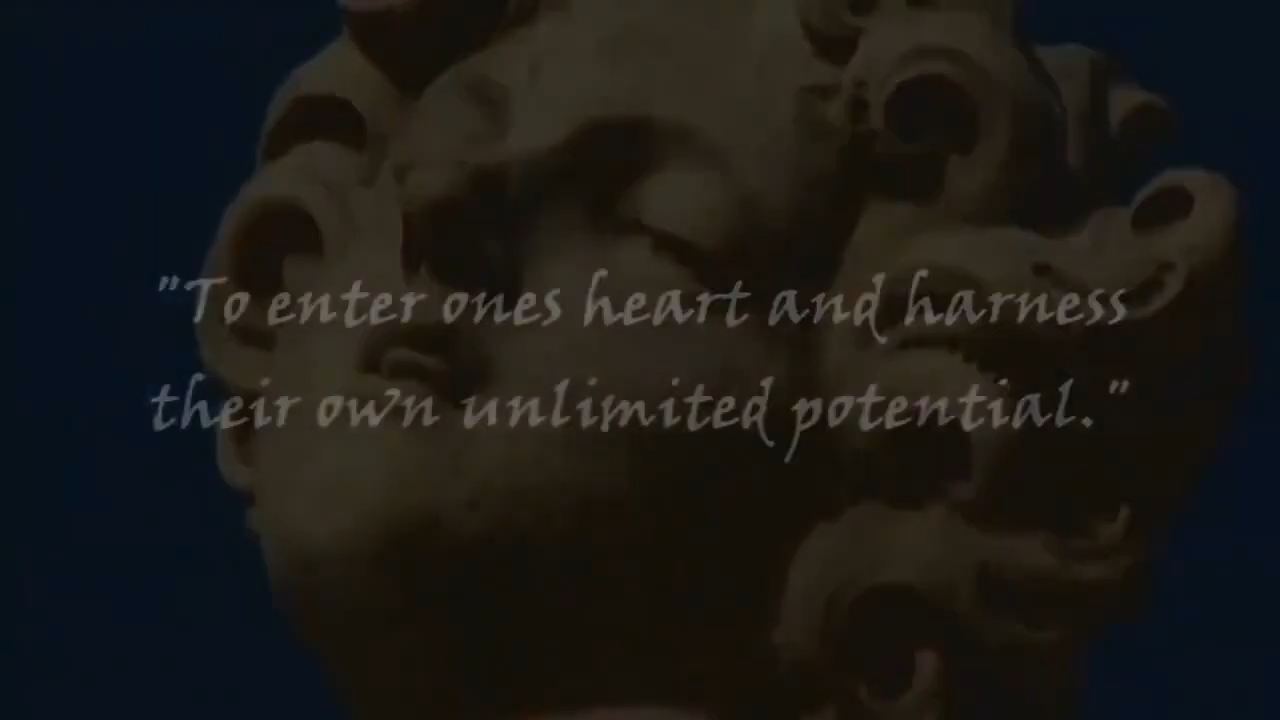 "To enter ones heart and harness
their own unlimited potential."